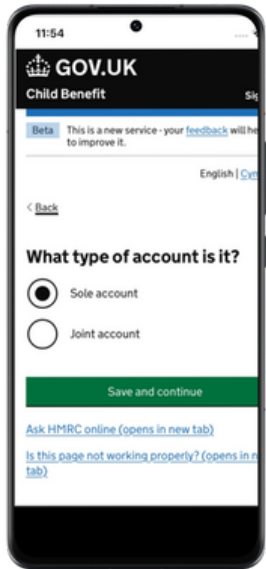 11:54
GOV.UK
Child Benefit
Beta This is a new service - your feedback will
to improve it.
English |
< Back
What type of account is it?
Sole account
Joint account
Save and continue
Ask HMRC online (opens in new tab)
Is this page not working properly? (opens in
tab)